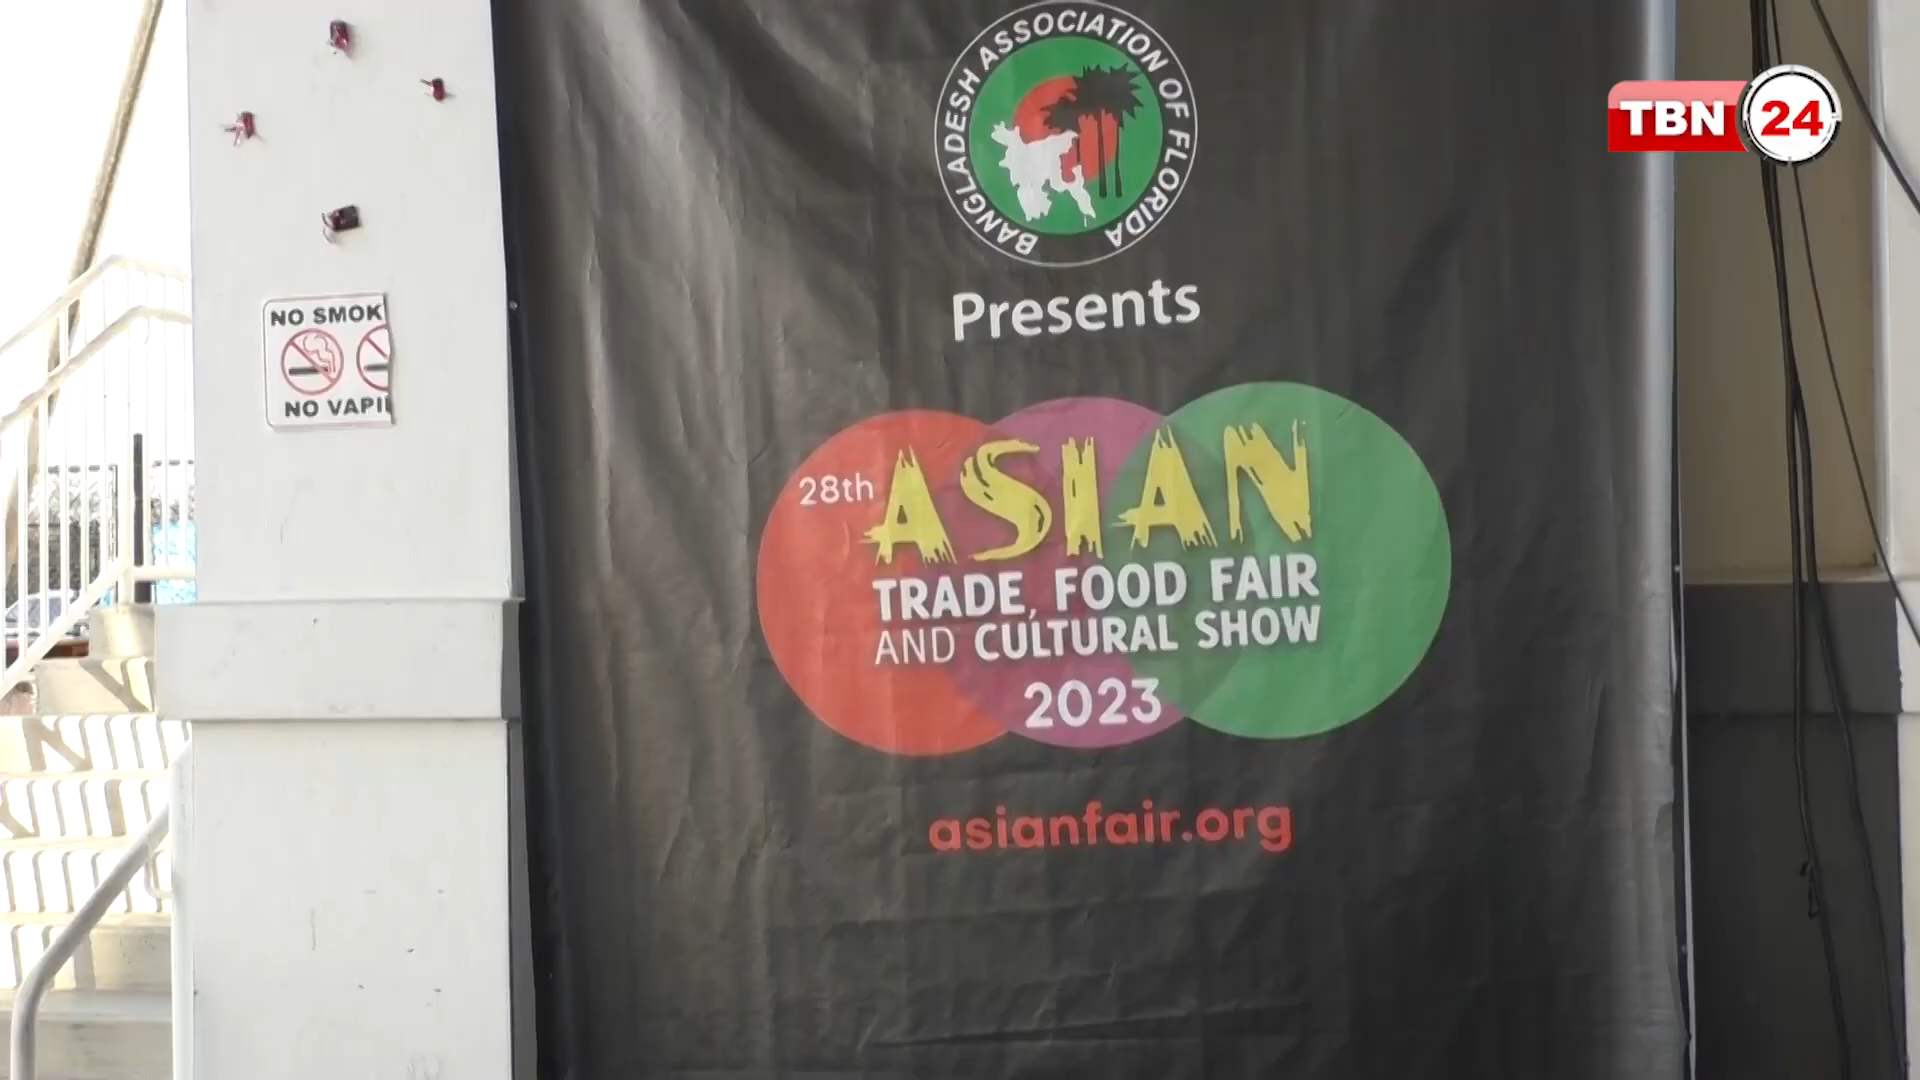 BANGLADESH ASSOCIATION OF FLORIDA
TBN 24
Presents
NO SMOK
NO VAPI
28th ASIAN
TRADE, FOOD FAIR
AND CULTURAL SHOW
2023
asianfair.org